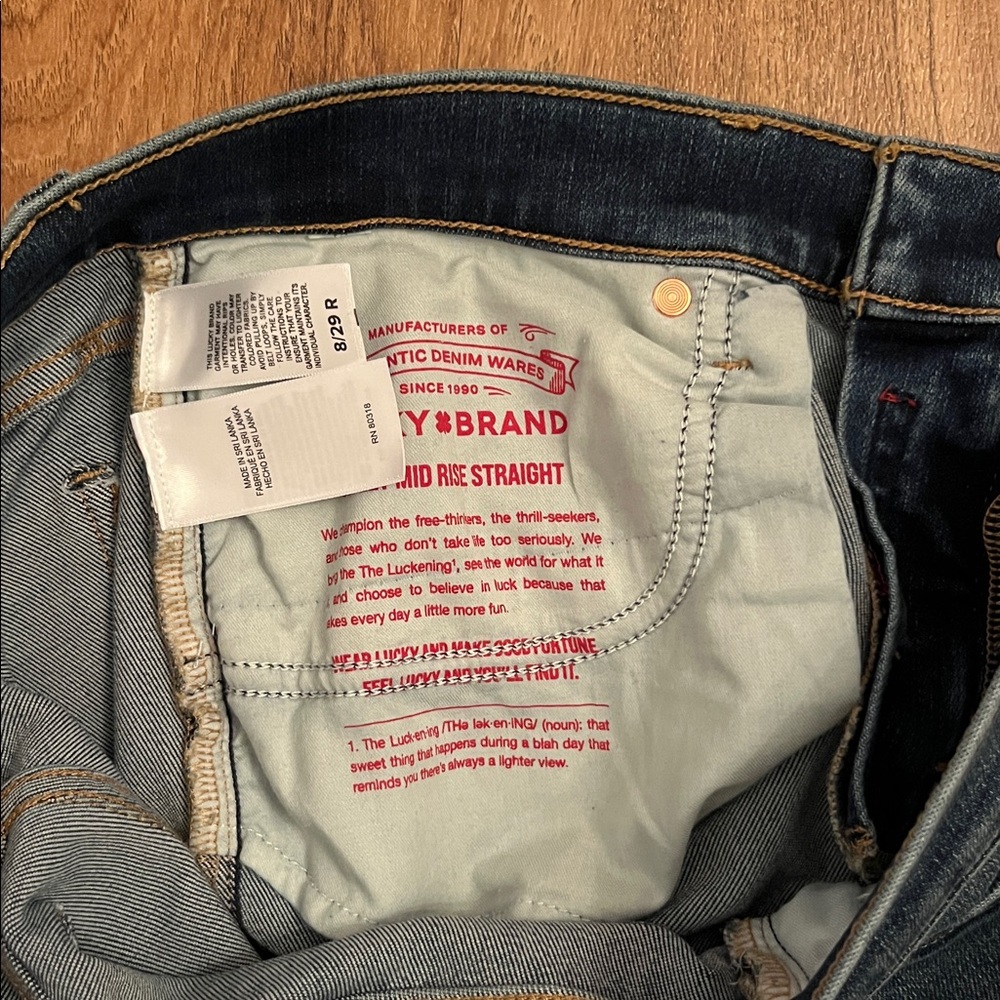 THIS LUCKY BRAND
GARMENT MAY HAVE
INTENTIONAL RIPS
OR HOLES. COLOR MAY
TRANSFER TO LIGHTER
COLORED FABRICS.
AVOID PULLING UP BY
BELT LOOPS, SIMPLY
FOLLOW THE CARE
INSTRUCTIONS TO
ENSURE THAT YOUR
GARMENT MAINTAINS ITS
INDIVIDUAL CHARACTER.
8/29 R
MADE IN SRI LANKA
FABRIQUÉ EN SRI LANKA
HECHO EN SRI LANKA
RN 80318
MANUFACTURERS OF
NTIC DENIM WARES
SINCE 1990
KY BRAND
MID RISE STRAIGHT
We champion the free-thinkers, the thrill-seekers,
and those who don't take life too seriously. We
bring the The Luckening¹, see the world for what it
and choose to believe in luck because that
akes every day a little more fun.
WEAR LUCKY AND MAKE GOOD FORTUNE
FEEL LUCKY AND YOU'LL FIND IT.
1. The Luck·en·ing /THə lək·en·iNG/ (noun): that
sweet thing that happens during a blah day that
reminds you there's always a lighter view.